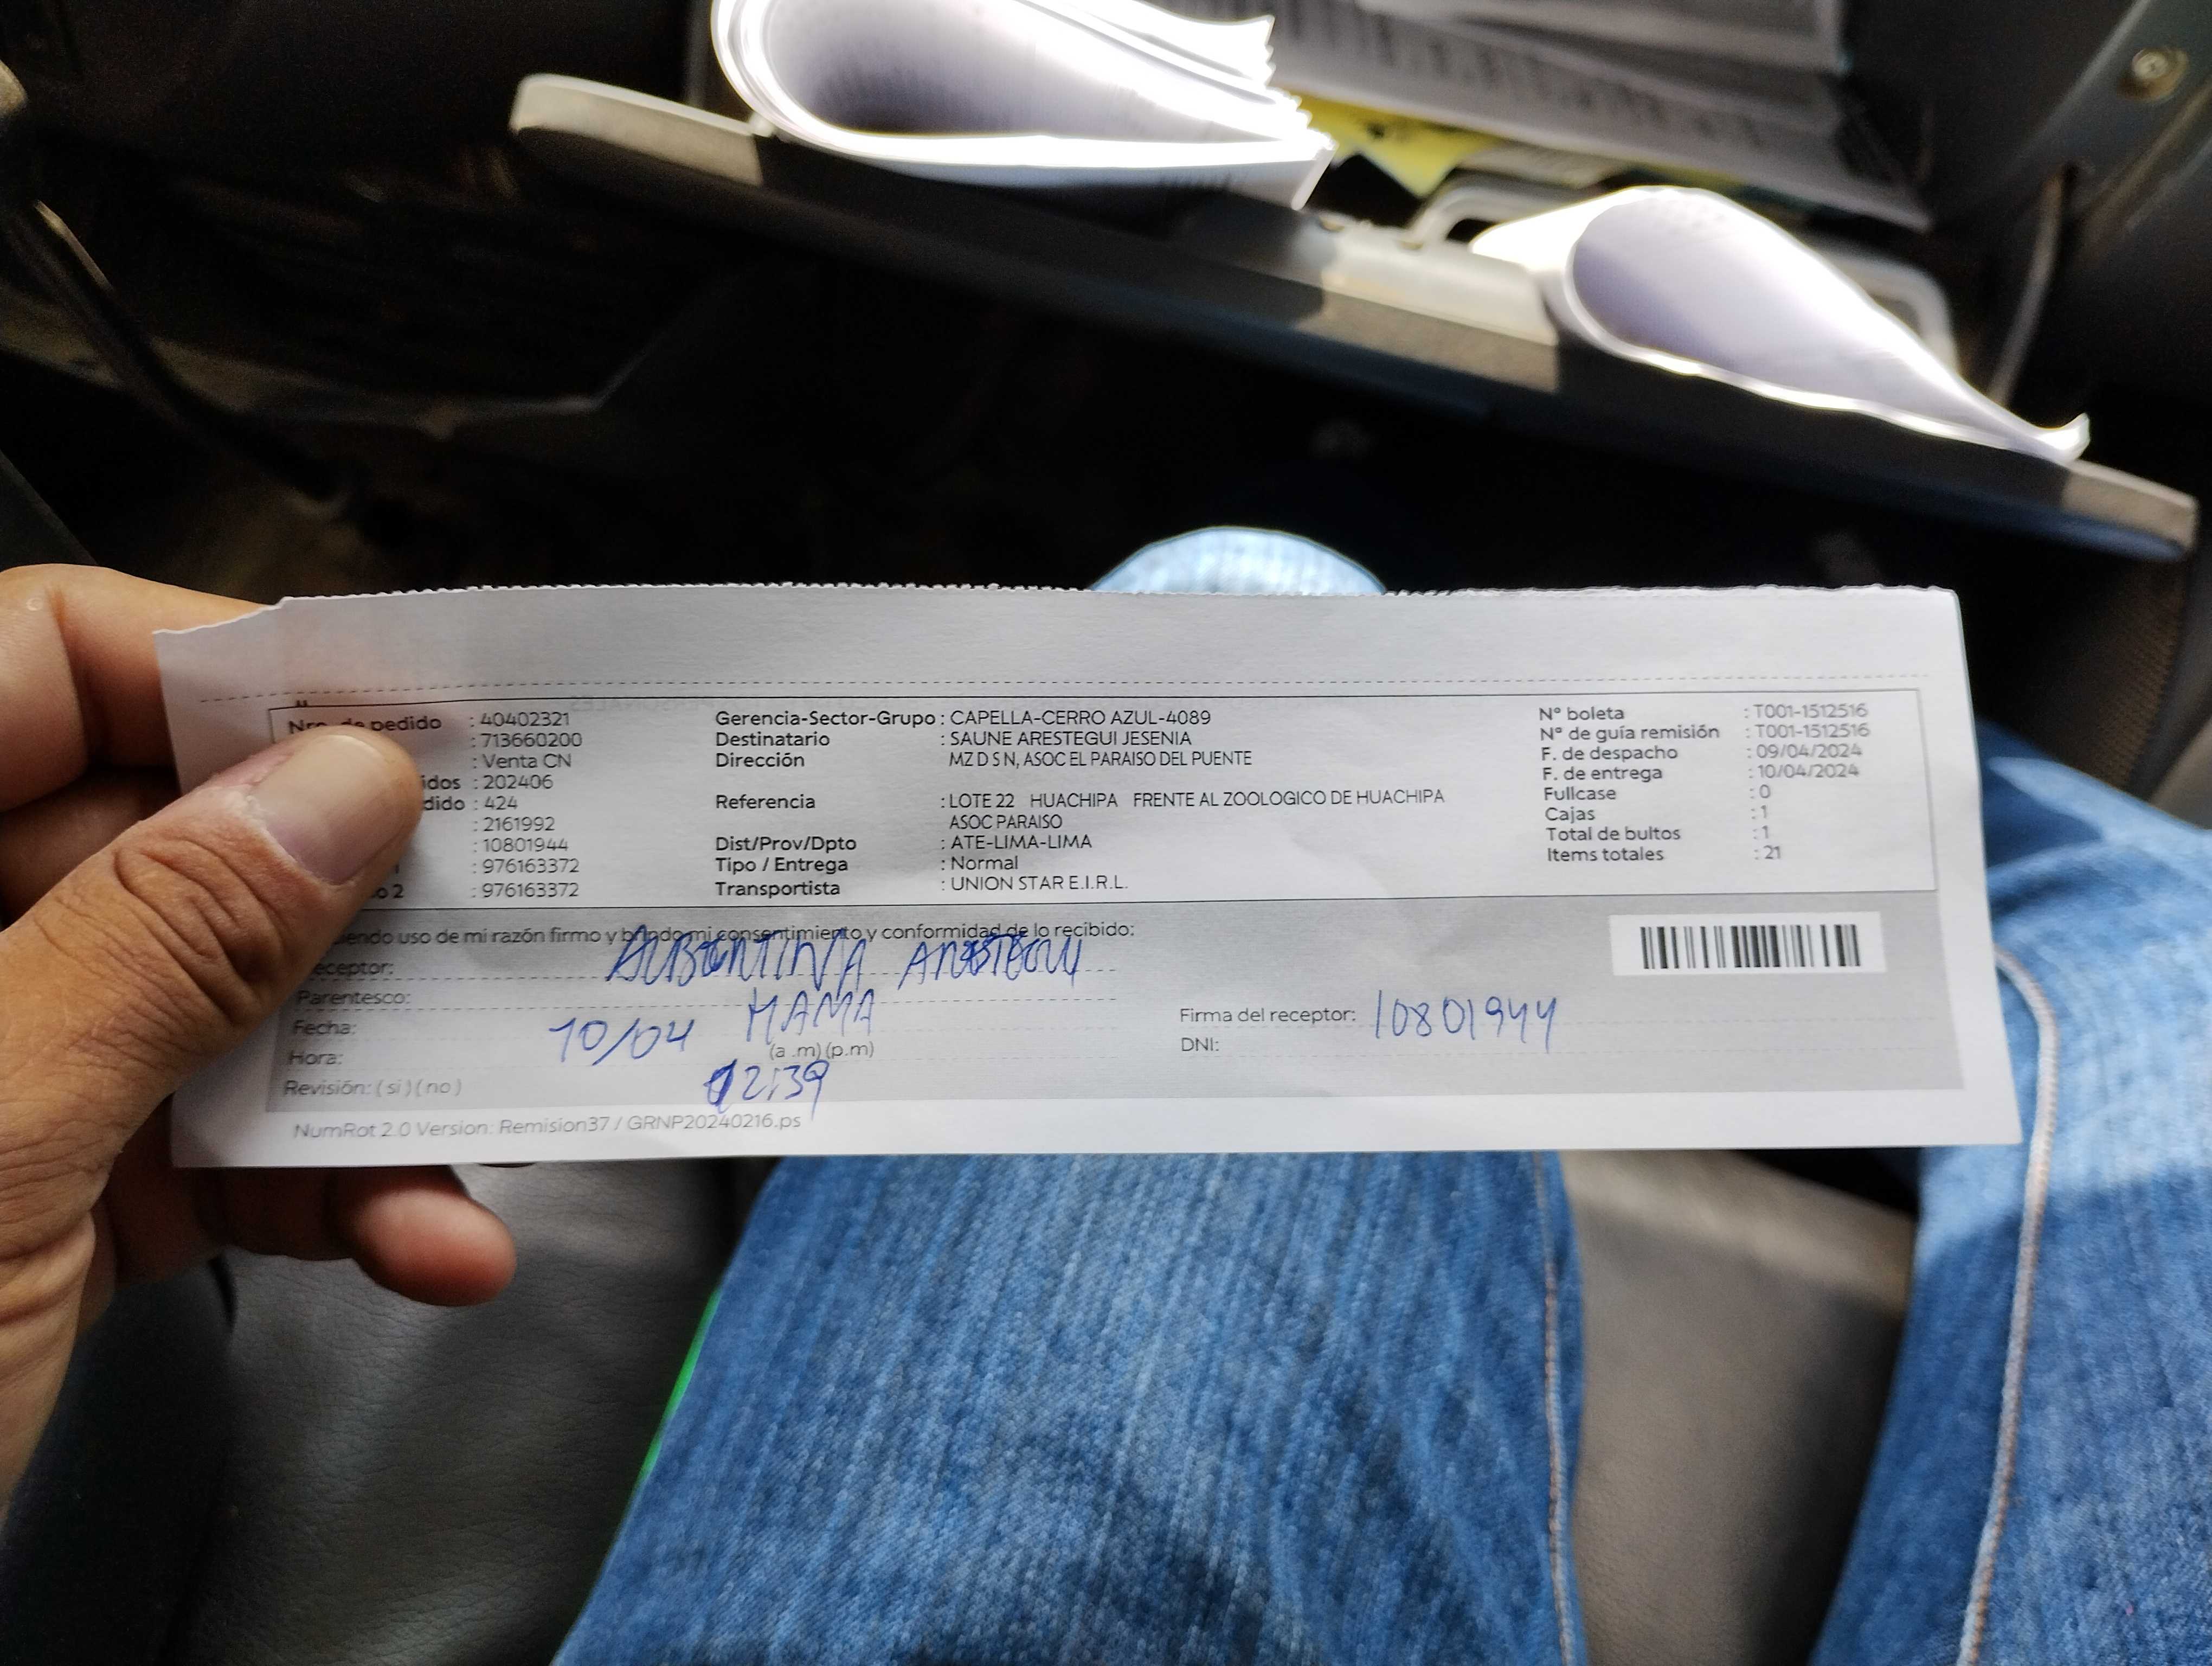 Nro. de pedido : 40402321
: 713660200
: Venta CN
idos : 202406
dido : 424
: 2161992
: 10801944
1 : 976163372
o 2 : 976163372
Gerencia-Sector-Grupo : CAPELLA-CERRO AZUL-4089
Destinatario : SAUNE ARESTEGUI JESENIA
Dirección MZ D S N, ASOC EL PARAISO DEL PUENTE
Referencia : LOTE 22 HUACHIPA FRENTE AL ZOOLOGICO DE HUACHIPA
ASOC PARAISO
Dist/Prov/Dpto : ATE-LIMA-LIMA
Tipo / Entrega : Normal
Transportista : UNION STAR E.I.R.L.
N° boleta : T001-1512516
N° de guía remisión : T001-1512516
F. de despacho : 09/04/2024
F. de entrega : 10/04/2024
Fullcase : 0
Cajas : 1
Total de bultos : 1
Items totales : 21
iendo uso de mi razón firmo y brindo mi consentimiento y conformidad de lo recibido:
eceptor:
Parentesco: MAMA
Fecha: 10/04
Hora: (a .m) (p.m) 12:39
Revisión: ( si ) ( no )
Firma del receptor: 10801944
DNI:
NumRot 2.0 Version: Remision37 / GRNP20240216.ps